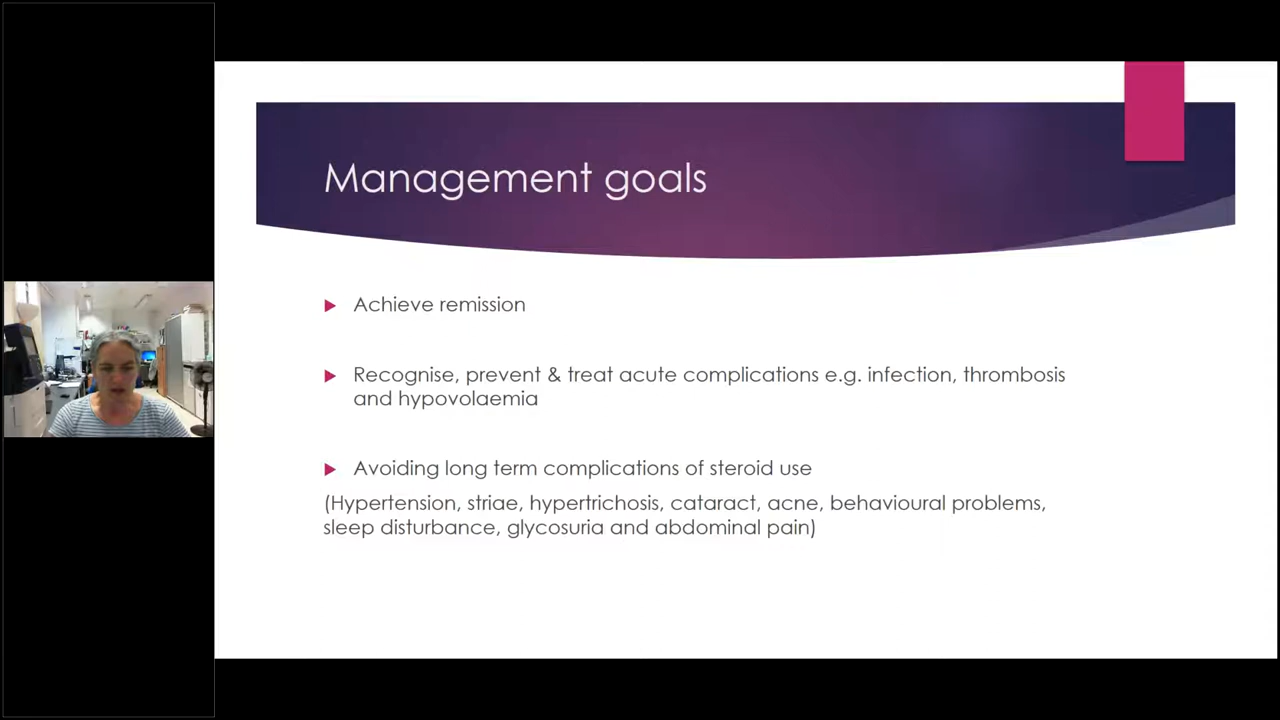 Management goals
Achieve remission
Recognise, prevent & treat acute complications e.g. infection, thrombosis
and hypovolaemia
Avoiding long term complications of steroid use
(Hypertension, striae, hypertrichosis, cataract, acne, behavioural problems,
sleep disturbance, glycosuria and abdominal pain)